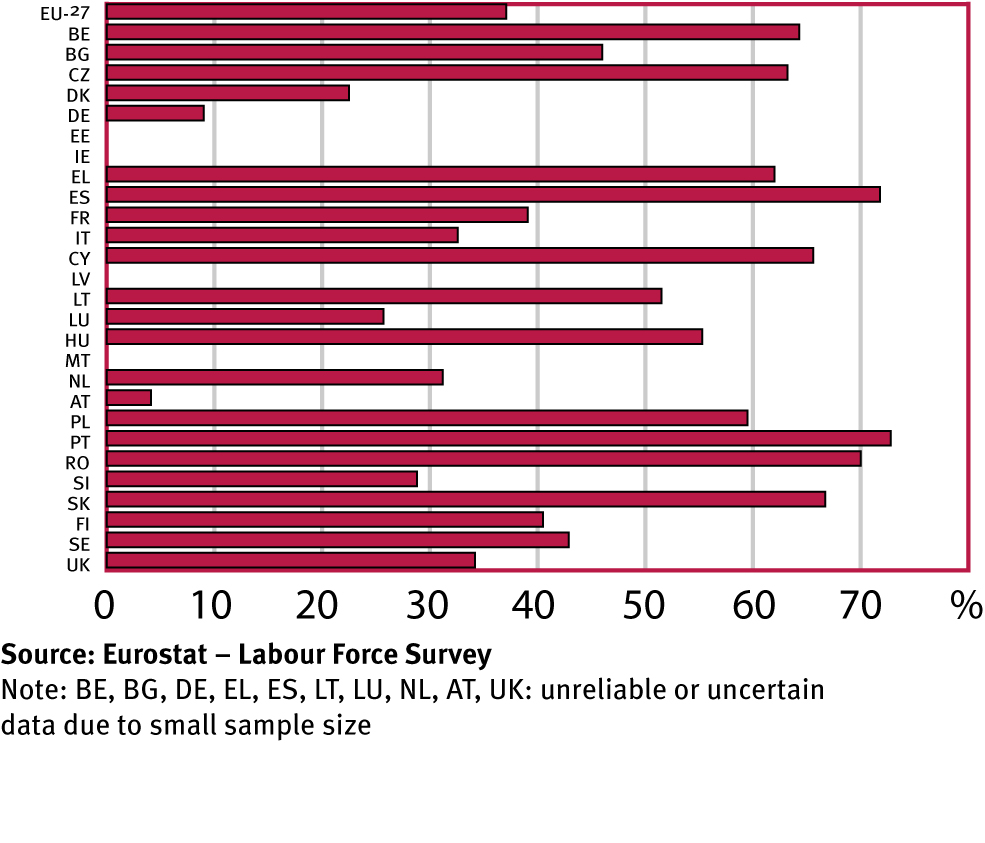 EU-27
BE
BG
CZ
DK
DE
EE
IE
EL
ES
FR
IT
CY
LV
LT
LU
HU
MT
NL
AT
PL
PT
RO
SI
SK
FI
SE
UK
0 10 20 30 40 50 60 70 %
Source: Eurostat – Labour Force Survey
Note: BE, BG, DE, EL, ES, LT, LU, NL, AT, UK: unreliable or uncertain
data due to small sample size